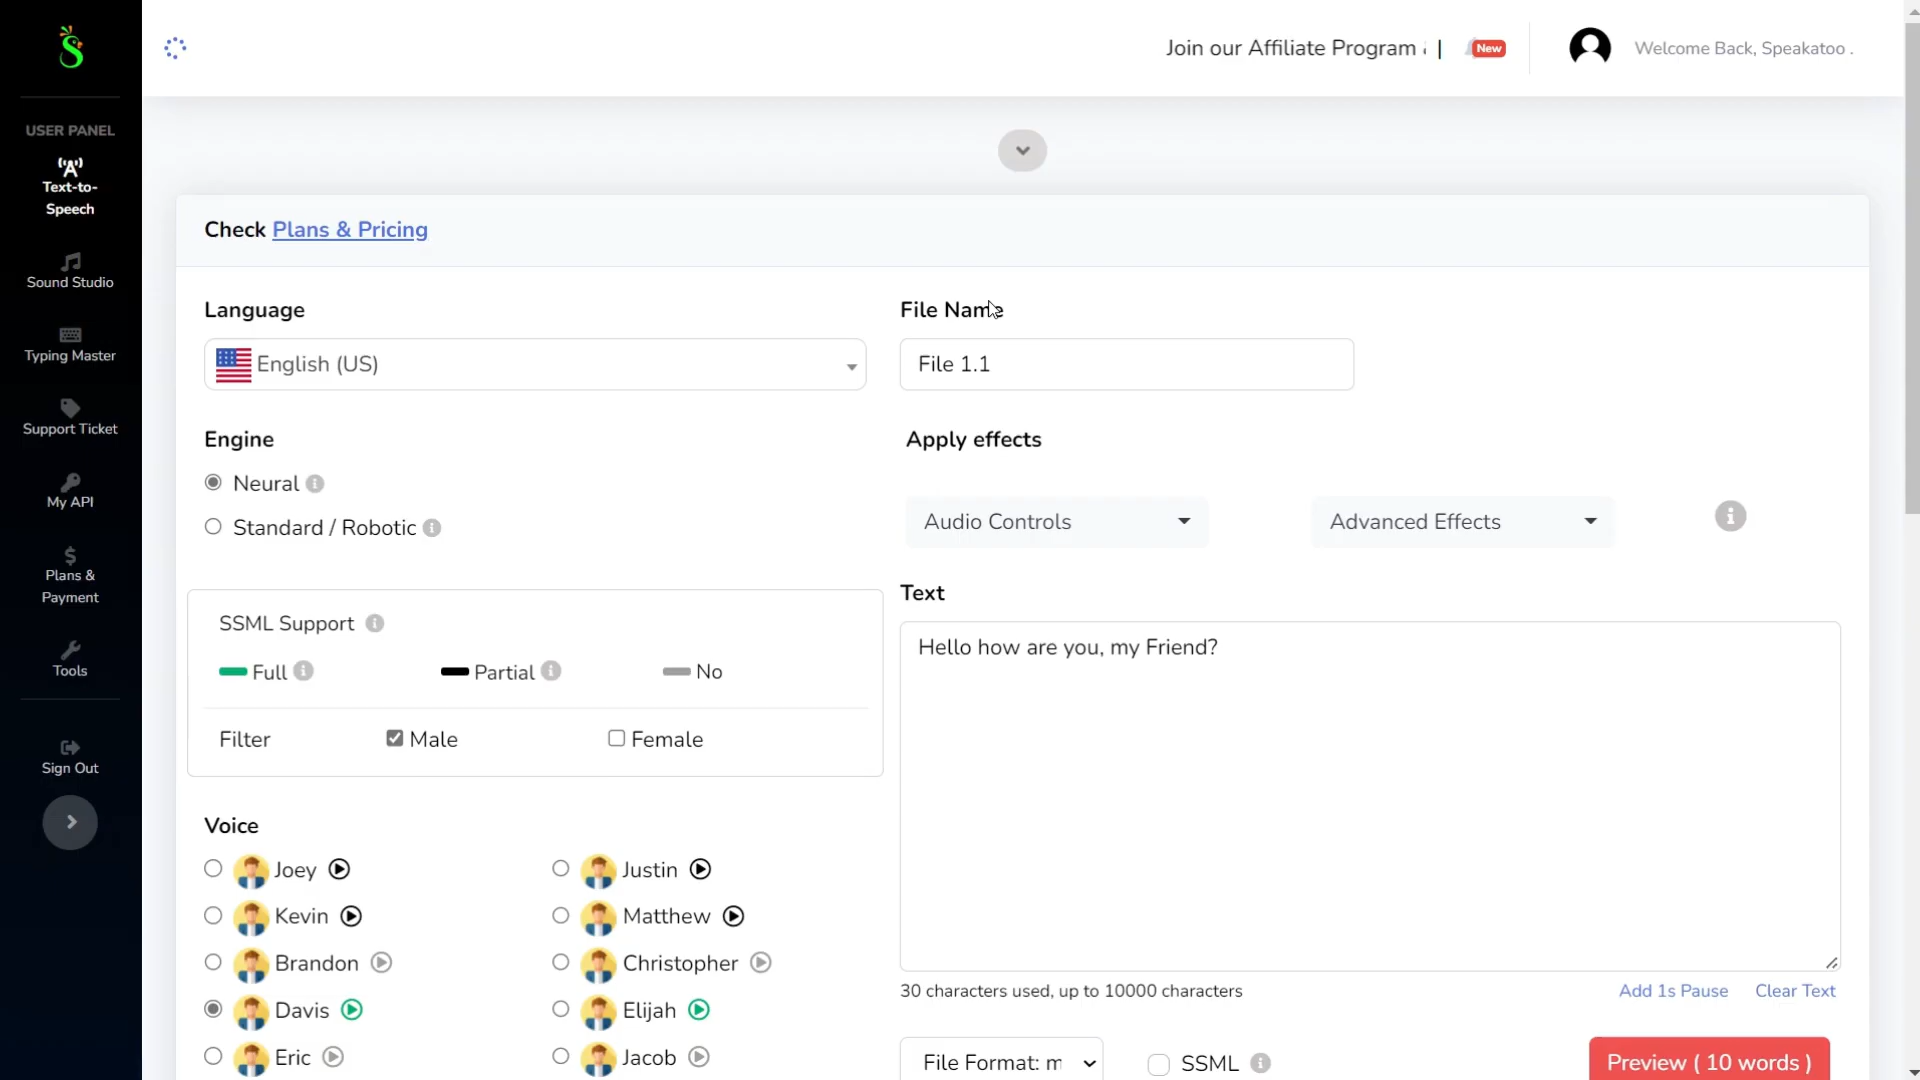 Join our Affiliate Program
New
Welcome Back, Speakatoo .
USER PANEL
Text-to-
Speech
Sound Studio
Typing Master
Support Ticket
My API
Plans &
Payment
Tools
Sign Out
Check Plans & Pricing
Language
English (US)
Engine
Neural
Standard / Robotic
SSML Support
Full
Partial
No
Filter
Male
Female
Voice
Joey
Justin
Kevin
Matthew
Brandon
Christopher
Davis
Elijah
Eric
Jacob
File Name
File 1.1
Apply effects
Audio Controls
Advanced Effects
Text
Hello how are you, my Friend?
30 characters used, up to 10000 characters
Add 1s Pause
Clear Text
File Format: m
SSML
Preview ( 10 words )